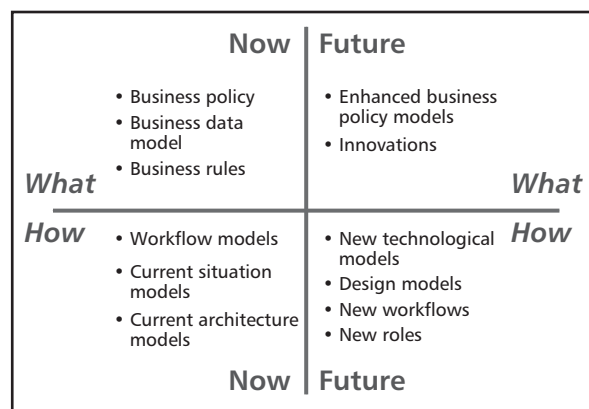 Now
Future
• Business policy
• Business data
model
• Business rules
• Enhanced business
policy models
• Innovations
What
What
How
How
• Workflow models
• Current situation
models
• Current architecture
models
• New technological
models
• Design models
• New workflows
• New roles
Now
Future